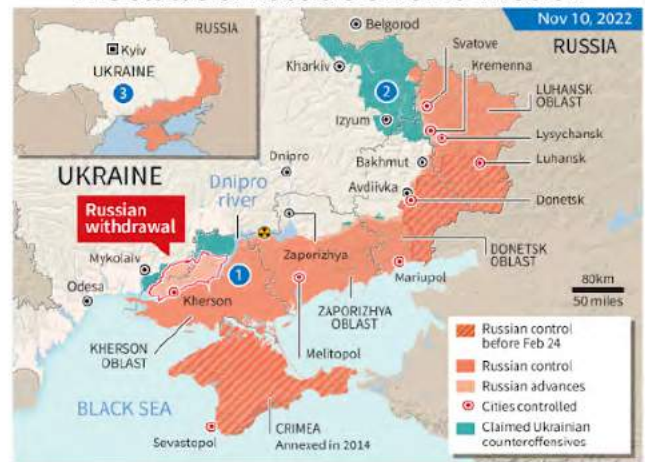 Nov 10, 2022
RUSSIA
Kyiv
UKRAINE
3
Belgorod
Kharkiv
2
Izyum
Svatove
RUSSIA
Kremenna
LUHANSK
OBLAST
Lysychansk
Bakhmut
Luhansk
Dnipro
Avdiivka
Donetsk
UKRAINE
Dnipro
river
Russian
withdrawal
Zaporizhya
DONETSK
OBLAST
Mykolaiv
1
Mariupol
Odesa
Kherson
80km
50 miles
ZAPORIZHYA
OBLAST
KHERSON
OBLAST
Melitopol
BLACK SEA
Sevastopol
CRIMEA
Annexed in 2014
Russian control
before Feb 24
Russian control
Russian advances
Cities controlled
Claimed Ukrainian
counteroffensives